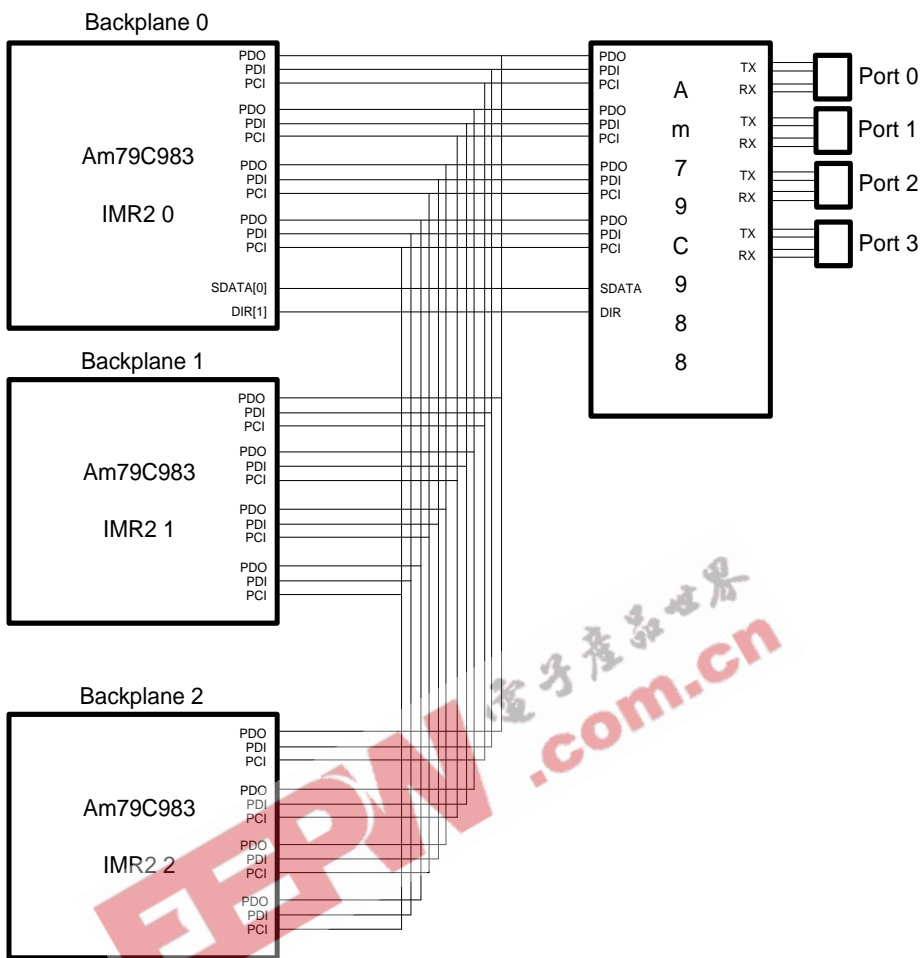 Backplane 0
Am79C983
IMR2 0
PDO
PDI
PCI
PDO
PDI
PCI
PDO
PDI
PCI
PDO
PDI
PCI
SDATA[0]
DIR[1]
PDO
PDI
PCI
PDO
PDI
PCI
PDO
PDI
PCI
PDO
PDI
PCI
SDATA
DIR
A
m
7
9
C
9
8
8
TX
RX
TX
RX
TX
RX
TX
RX
Port 0
Port 1
Port 2
Port 3
Backplane 1
Am79C983
IMR2 1
PDO
PDI
PCI
PDO
PDI
PCI
PDO
PDI
PCI
PDO
PDI
PCI
Backplane 2
Am79C983
IMR2 2
PDO
PDI
PCI
PDO
PDI
PCI
PDO
PDI
PCI
PDO
PDI
PCI
EEPW
電子產品世界
.com.cn